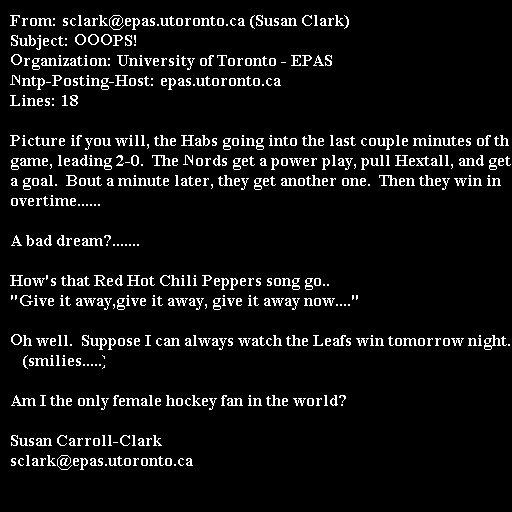 From: sclark@epas.utoronto.ca (Susan Clark)
Subject: OOOPS!
Organization: University of Toronto - EPAS
Nntp-Posting-Host: epas.utoronto.ca
Lines: 18
Picture if you will, the Habs going into the last couple minutes of th
game, leading 2-0.  The Nords get a power play, pull Hextall, and get
a goal.  Bout a minute later, they get another one.  Then they win in
overtime......
A bad dream?.......
How's that Red Hot Chili Peppers song go..
"Give it away,give it away, give it away now...."
Oh well.  Suppose I can always watch the Leafs win tomorrow night.
(smilies.....)
Am I the only female hockey fan in the world?
Susan Carroll-Clark
sclark@epas.utoronto.ca